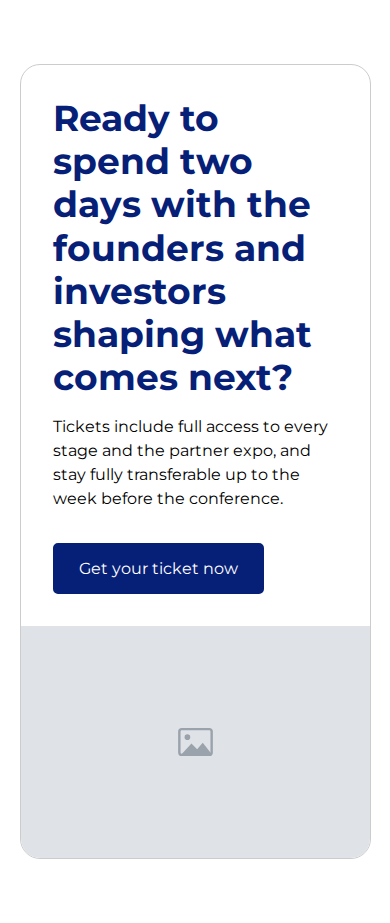 Ready to
spend two
days with the
founders and
investors
shaping what
comes next?
Tickets include full access to every
stage and the partner expo, and
stay fully transferable up to the
week before the conference.
Get your ticket now